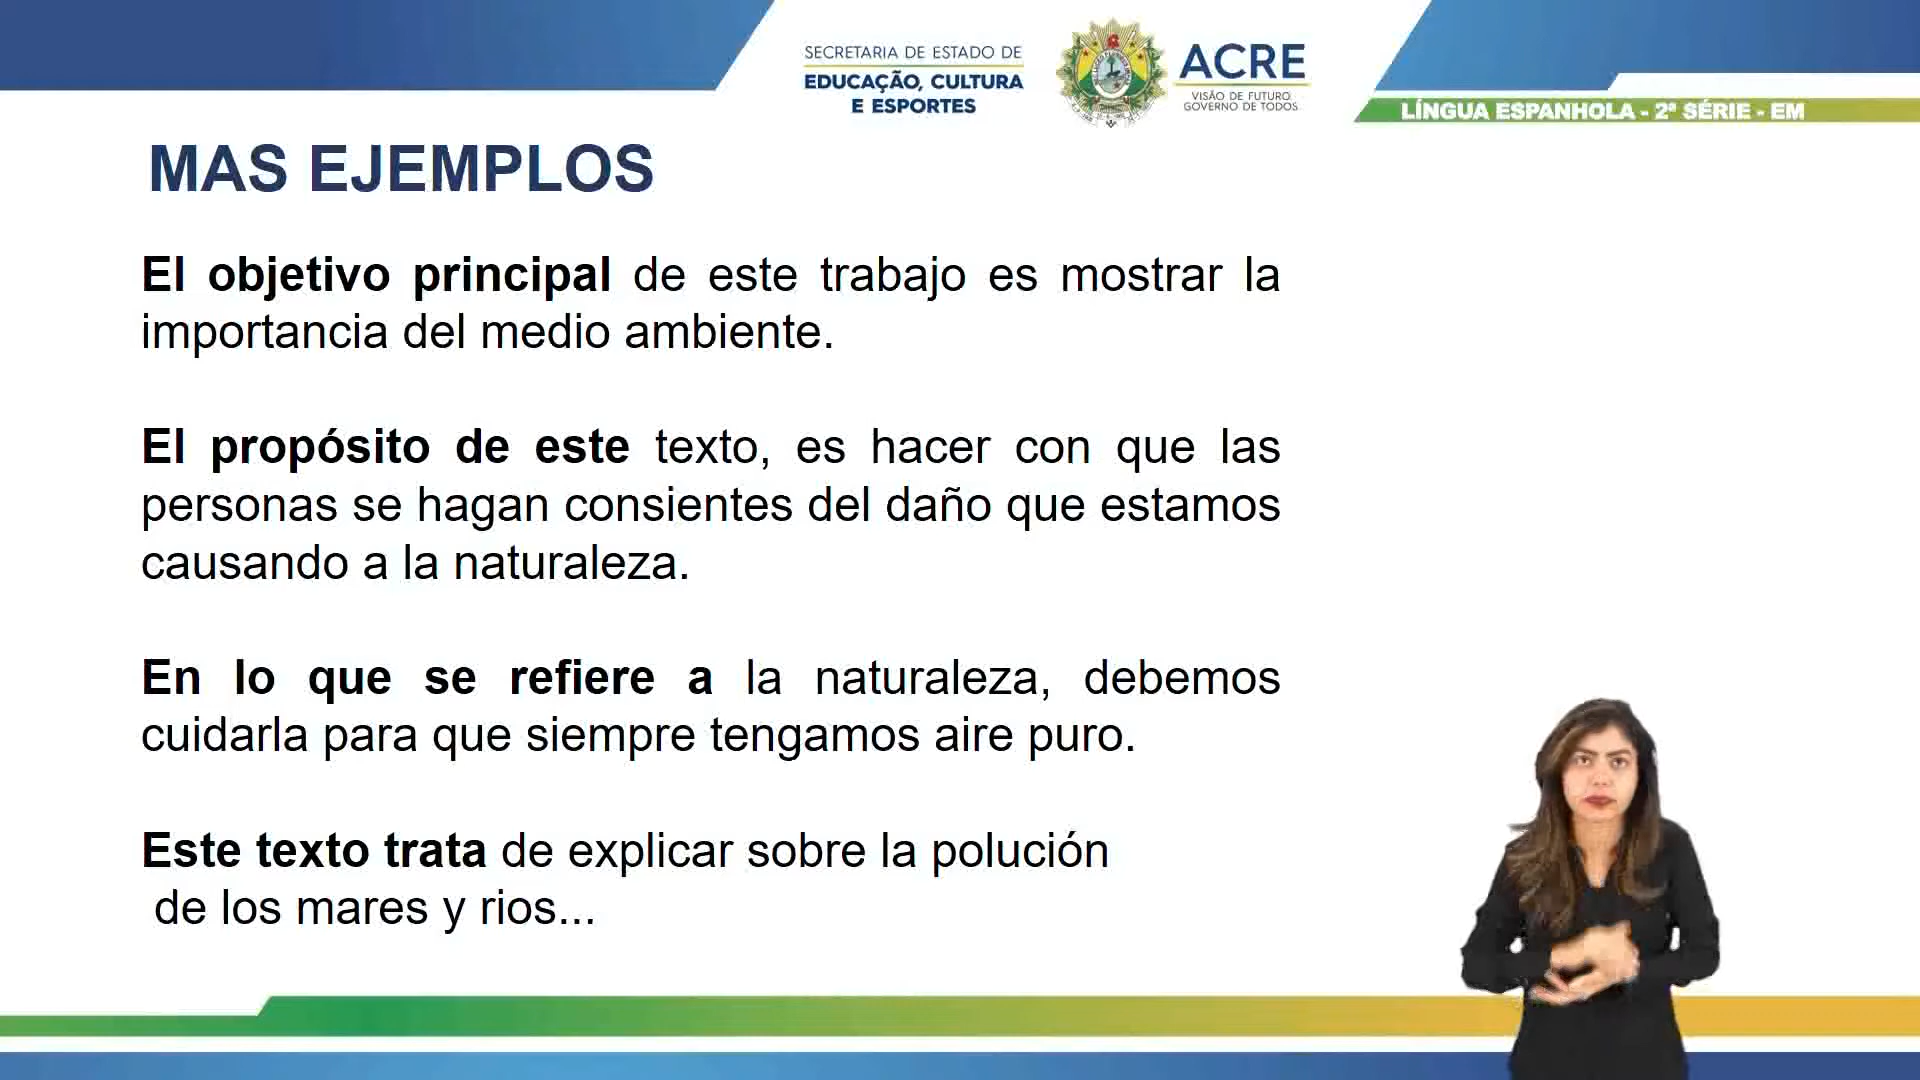 SECRETARIA DE ESTADO DE
EDUCAÇÃO, CULTURA
E ESPORTES
ACRE
VISÃO DE FUTURO
GOVERNO DE TODOS
LÍNGUA ESPANHOLA - 2ª SÉRIE - EM
MAS EJEMPLOS
El objetivo principal de este trabajo es mostrar la
importancia del medio ambiente.
El propósito de este texto, es hacer con que las
personas se hagan consientes del daño que estamos
causando a la naturaleza.
En lo que se refiere a la naturaleza, debemos
cuidarla para que siempre tengamos aire puro.
Este texto trata de explicar sobre la polución
de los mares y rios...